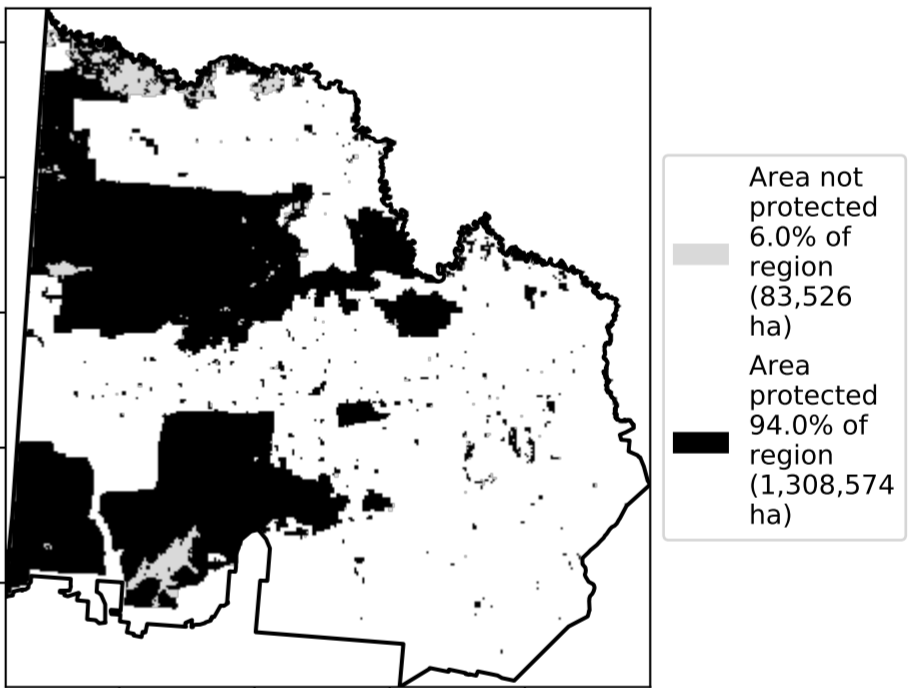 Area not
protected
6.0% of
region
(83,526
ha)
Area
protected
94.0% of
region
(1,308,574
ha)